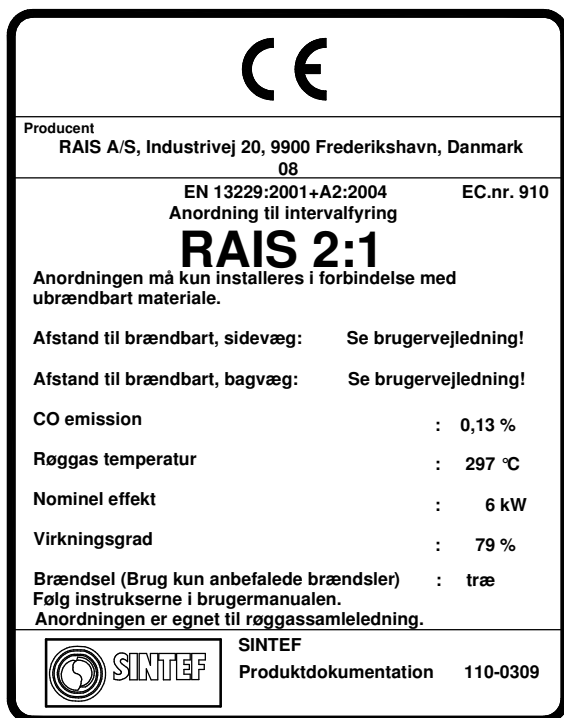 CE
Producent
RAIS A/S, Industrivej 20, 9900 Frederikshavn, Danmark
08
EN 13229:2001+A2:2004 EC.nr. 910
Anordning til intervalfyring
RAIS 2:1
Anordningen må kun installeres i forbindelse med
ubrændbart materiale.
Afstand til brændbart, sidevæg: Se brugervejledning!
Afstand til brændbart, bagvæg: Se brugervejledning!
CO emission : 0,13 %
Røggas temperatur : 297 °C
Nominel effekt : 6 kW
Virkningsgrad : 79 %
Brændsel (Brug kun anbefalede brændsler) : træ
Følg instrukserne i brugermanualen.
Anordningen er egnet til røggassamleledning.
SINTEF
SINTEF
Produktdokumentation 110-0309